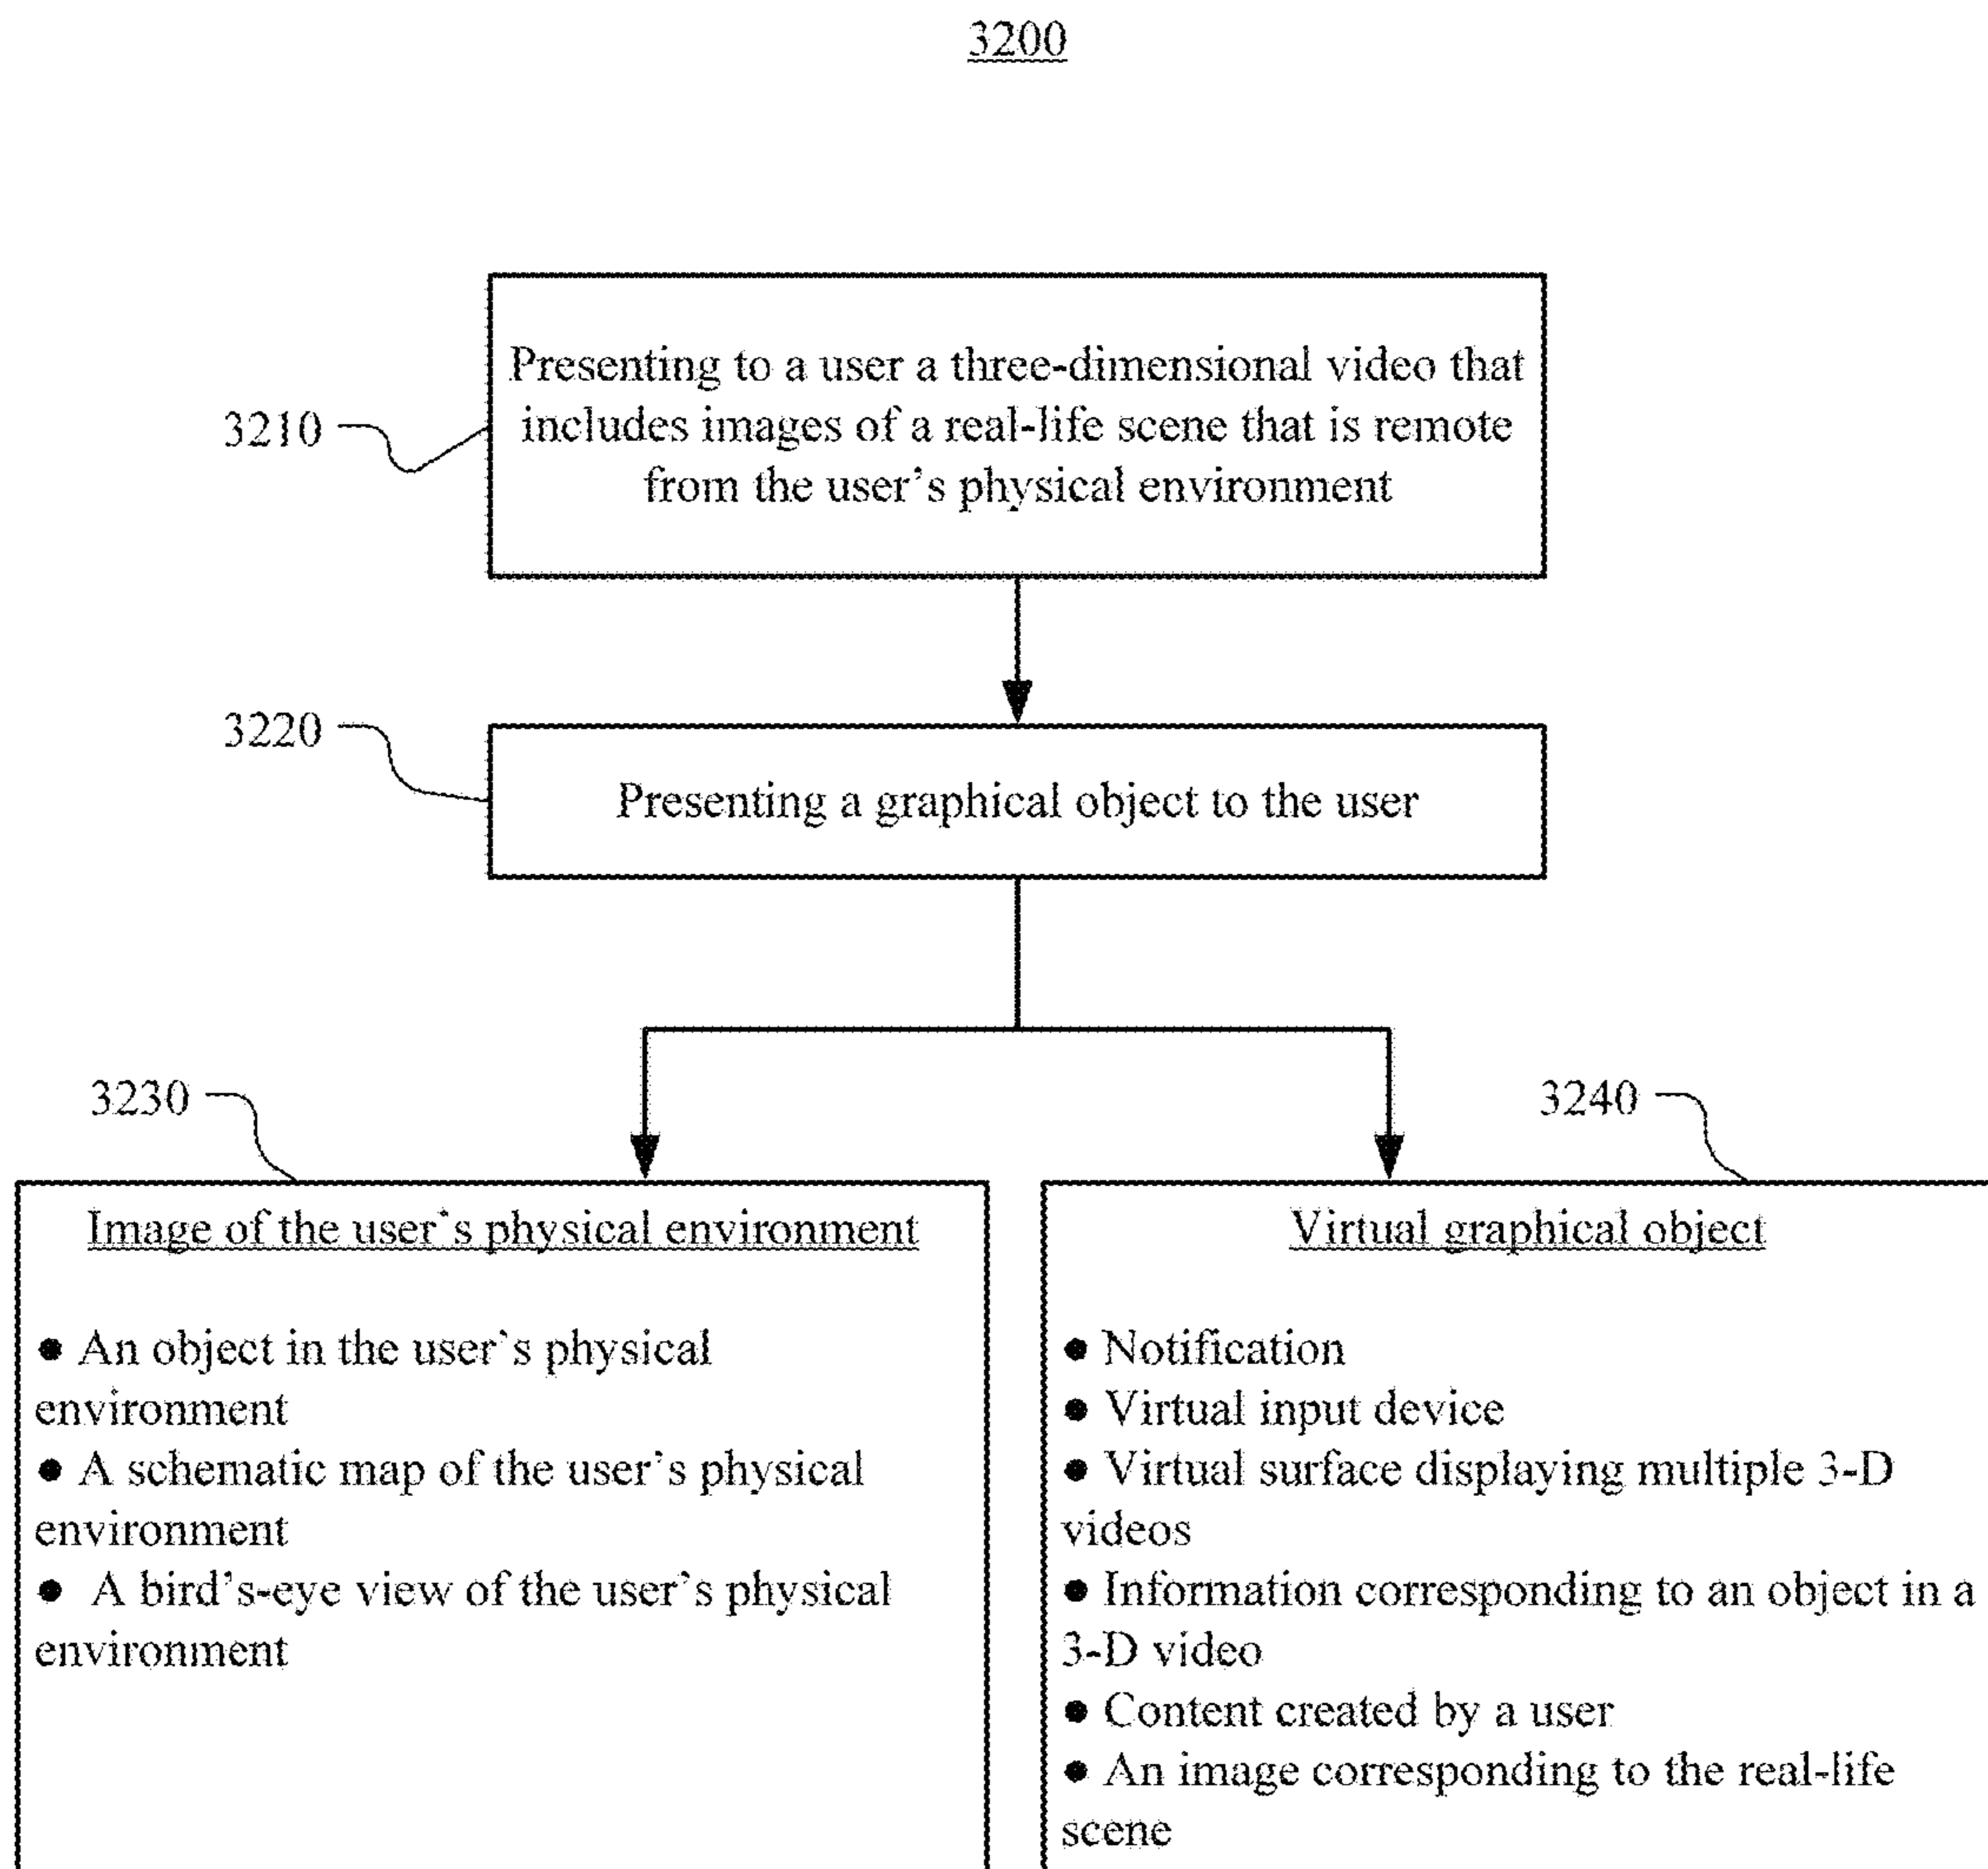 3200
Presenting to a user a three-dimensional video that
includes images of a real-life scene that is remote
from the user's physical environment
3210
3220
Presenting a graphical object to the user
3230
3240
Image of the user's physical environment
● An object in the user's physical
environment
● A schematic map of the user's physical
environment
● A bird's-eye view of the user's physical
environment
Virtual graphical object
● Notification
● Virtual input device
● Virtual surface displaying multiple 3-D
videos
● Information corresponding to an object in a
3-D video
● Content created by a user
● An image corresponding to the real-life
scene